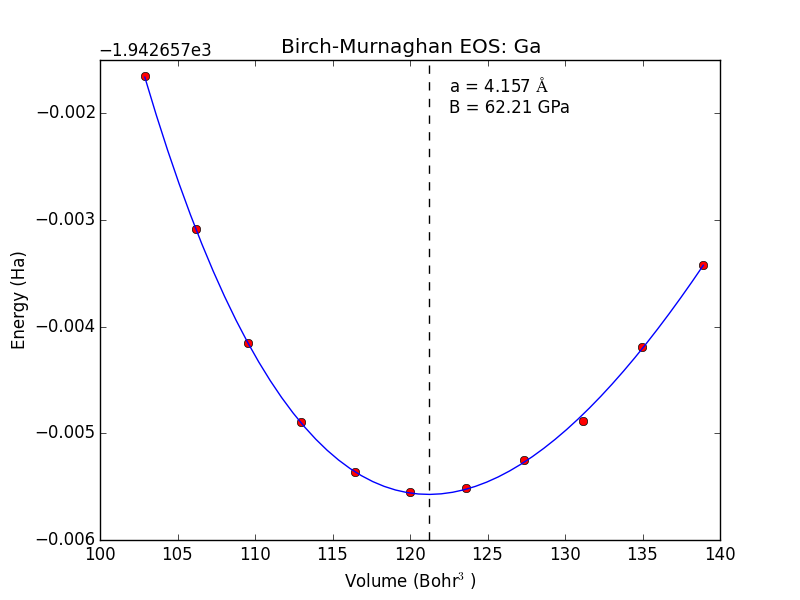 −1.942657e3
Birch-Murnaghan EOS: Ga
a = 4.157 Å
B = 62.21 GPa
−0.002
−0.003
−0.004
−0.005
−0.006
Energy (Ha)
100 105 110 115 120 125 130 135 140
Volume (Bohr³ )